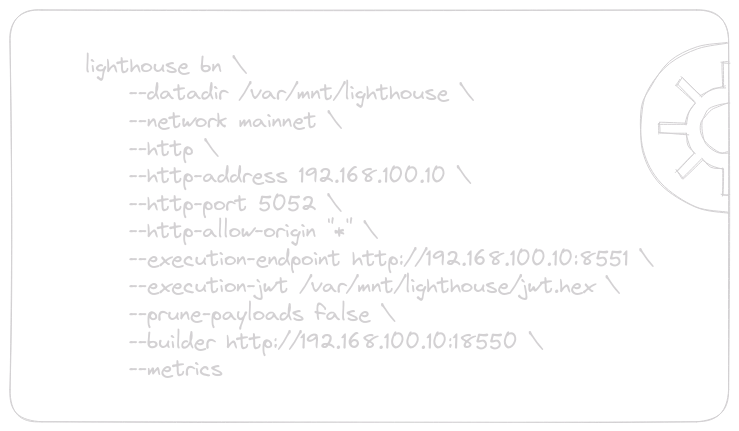 lighthouse bn \
--datadir /var/mnt/lighthouse \
--network mainnet \
--http \
--http-address 192.168.100.10 \
--http-port 5052 \
--http-allow-origin "*" \
--execution-endpoint http://192.168.100.10:8551 \
--execution-jwt /var/mnt/lighthouse/jwt.hex \
--prune-payloads false \
--builder http://192.168.100.10:18550 \
--metrics